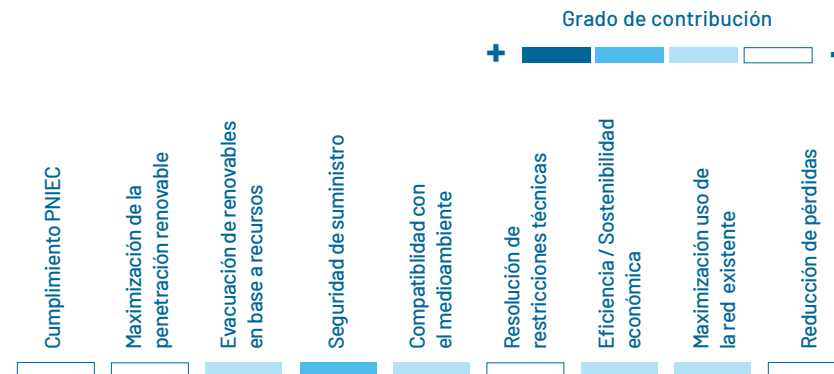 Grado de contribución
+
Cumplimiento PNIEC
Maximización de la
penetración renovable
Evacuación de renovables
en base a recursos
Seguridad de suministro
Compatiblidad con
el medioambiente
Resolución de
restricciones técnicas
Eficiencia / Sostenibilidad
económica
Maximización uso de
la red existente
Reducción de pérdidas